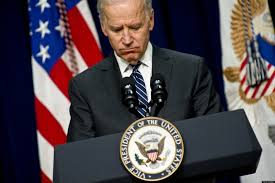 VICE PRESIDENT OF THE UNITED STATES